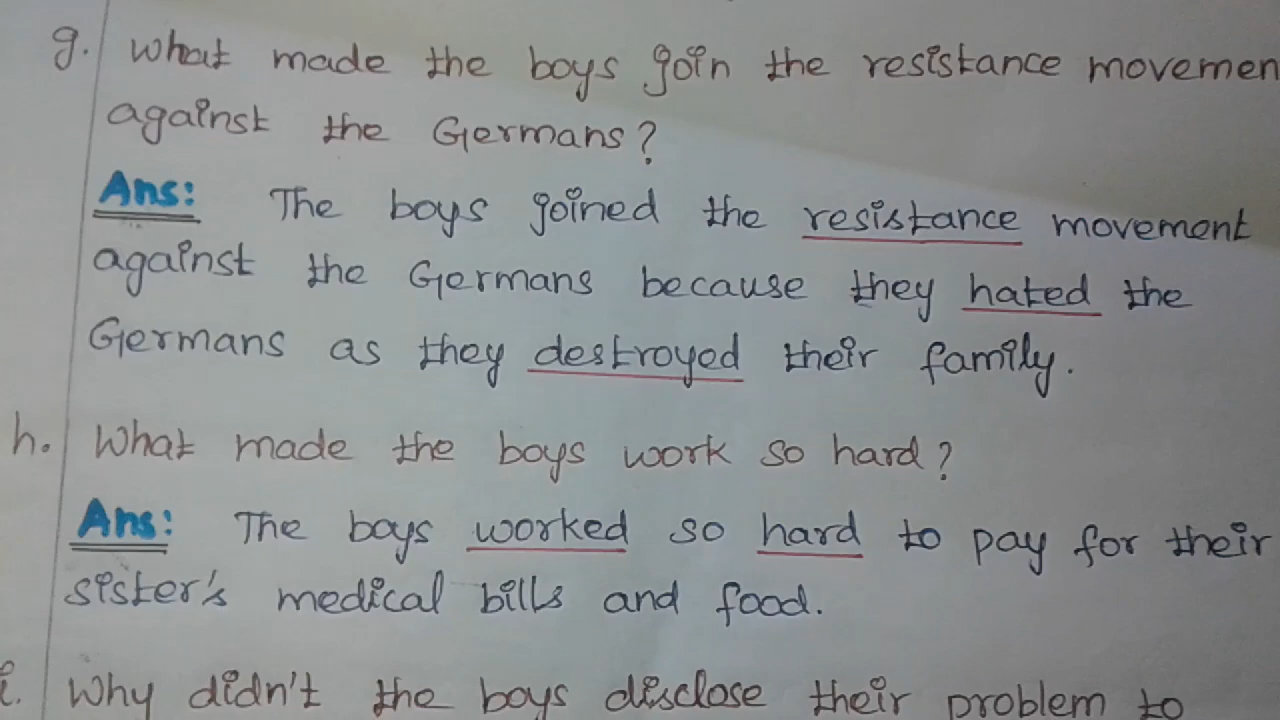 g. What made the boys join the resistance movemen
against the Germans?
Ans: The boys joined the resistance movement
against the Germans because they hated the
Germans as they destroyed their family.
h. What made the boys work so hard?
Ans: The boys worked so hard to pay for their
sister's medical bills and food.
i. Why didn't the boys disclose their problem to